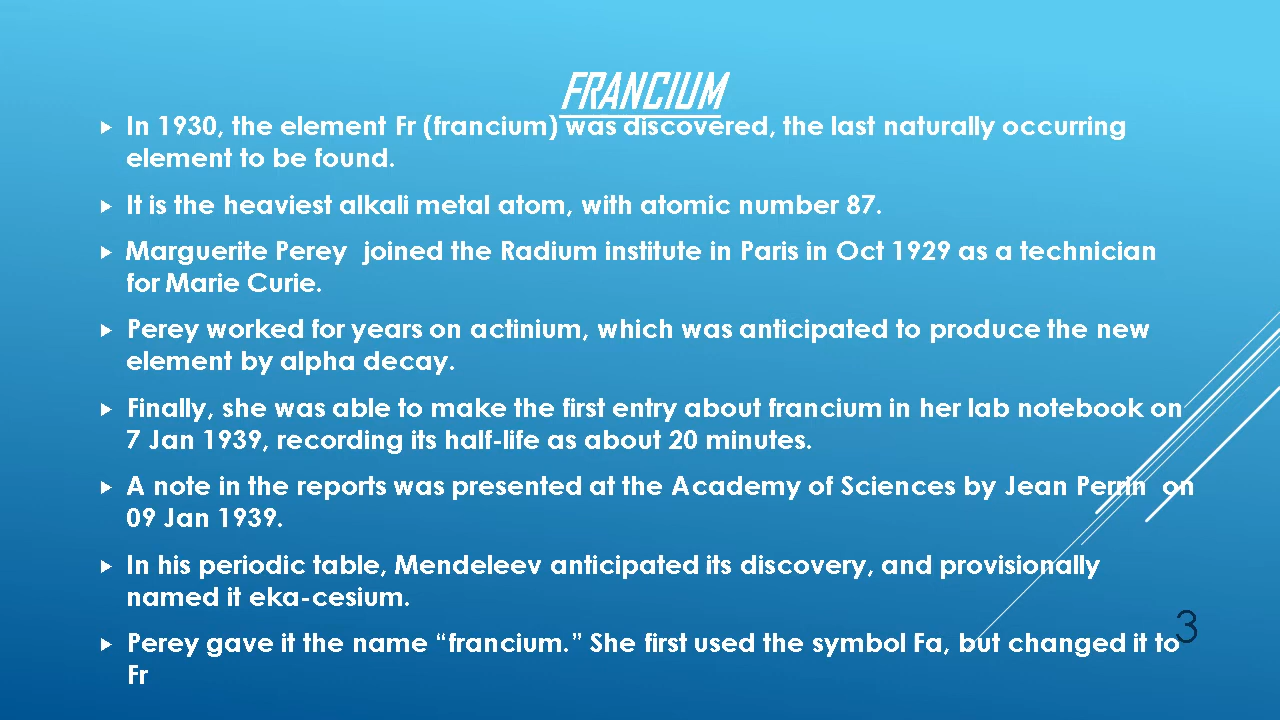 FRANCIUM
In 1930, the element Fr (francium) was discovered, the last naturally occurring
element to be found.
It is the heaviest alkali metal atom, with atomic number 87.
Marguerite Perey joined the Radium institute in Paris in Oct 1929 as a technician
for Marie Curie.
Perey worked for years on actinium, which was anticipated to produce the new
element by alpha decay.
Finally, she was able to make the first entry about francium in her lab notebook on
7 Jan 1939, recording its half-life as about 20 minutes.
A note in the reports was presented at the Academy of Sciences by Jean Perrin on
09 Jan 1939.
In his periodic table, Mendeleev anticipated its discovery, and provisionally
named it eka-cesium.
Perey gave it the name “francium.” She first used the symbol Fa, but changed it to
Fr
3